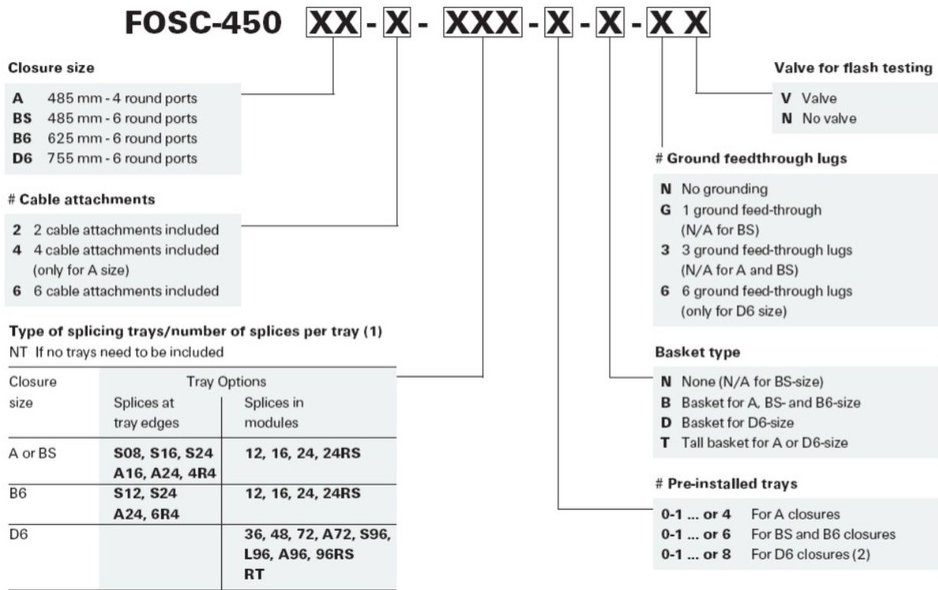 FOSC-450 XX - X - XXX - X - X - X X
Closure size
A 485 mm - 4 round ports
BS 485 mm - 6 round ports
B6 625 mm - 6 round ports
D6 755 mm - 6 round ports
# Cable attachments
2 2 cable attachments included
4 4 cable attachments included
(only for A size)
6 6 cable attachments included
Type of splicing trays/number of splices per tray (1)
NT If no trays need to be included
Closure size
Tray Options
Splices at tray edges
Splices in modules
A or BS
S08, S16, S24
A16, A24, 4R4
12, 16, 24, 24RS
B6
S12, S24
A24, 6R4
12, 16, 24, 24RS
D6
36, 48, 72, A72, S96,
L96, A96, 96RS
RT
Valve for flash testing
V Valve
N No valve
# Ground feedthrough lugs
N No grounding
G 1 ground feed-through
(N/A for BS)
3 3 ground feed-through lugs
(N/A for A and BS)
6 6 ground feed-through lugs
(only for D6 size)
Basket type
N None (N/A for BS-size)
B Basket for A, BS- and B6-size
D Basket for D6-size
T Tall basket for A or D6-size
# Pre-installed trays
0-1 ... or 4 For A closures
0-1 ... or 6 For BS and B6 closures
0-1 ... or 8 For D6 closures (2)